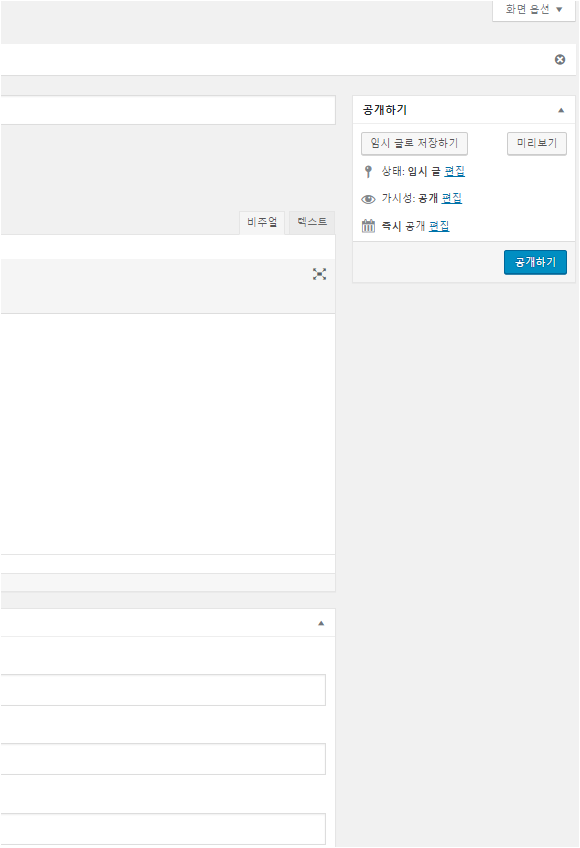 화면 옵션
공개하기
임시 글로 저장하기
미리보기
상태: 임시 글 편집
가시성: 공개 편집
즉시 공개 편집
비주얼
텍스트
공개하기